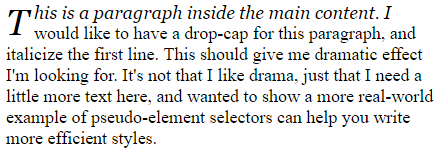 This is a paragraph inside the main content. I
would like to have a drop-cap for this paragraph, and
italicize the first line. This should give me dramatic effect
I'm looking for. It's not that I like drama, just that I need a
little more text here, and wanted to show a more real-world
example of pseudo-element selectors can help you write
more efficient styles.